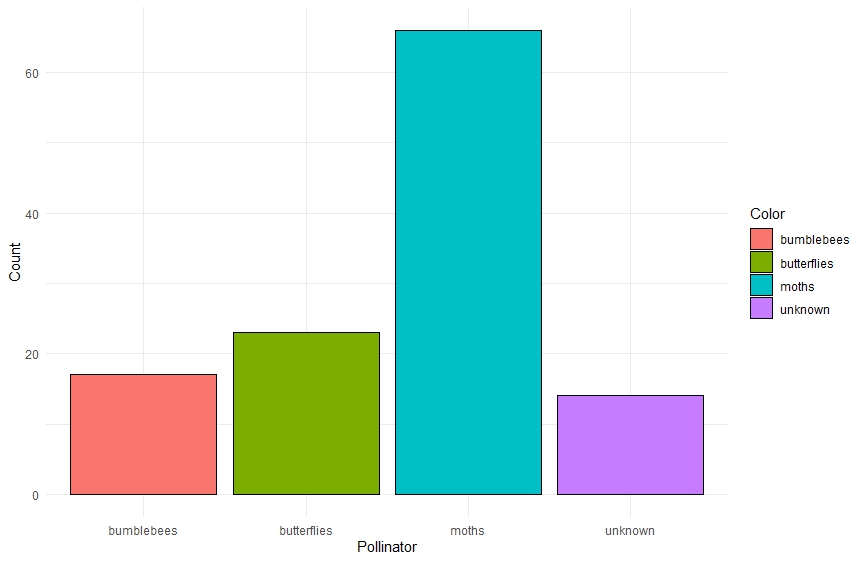 60
40
20
0
Count
bumblebees butterflies moths unknown
Pollinator
Color
bumblebees
butterflies
moths
unknown